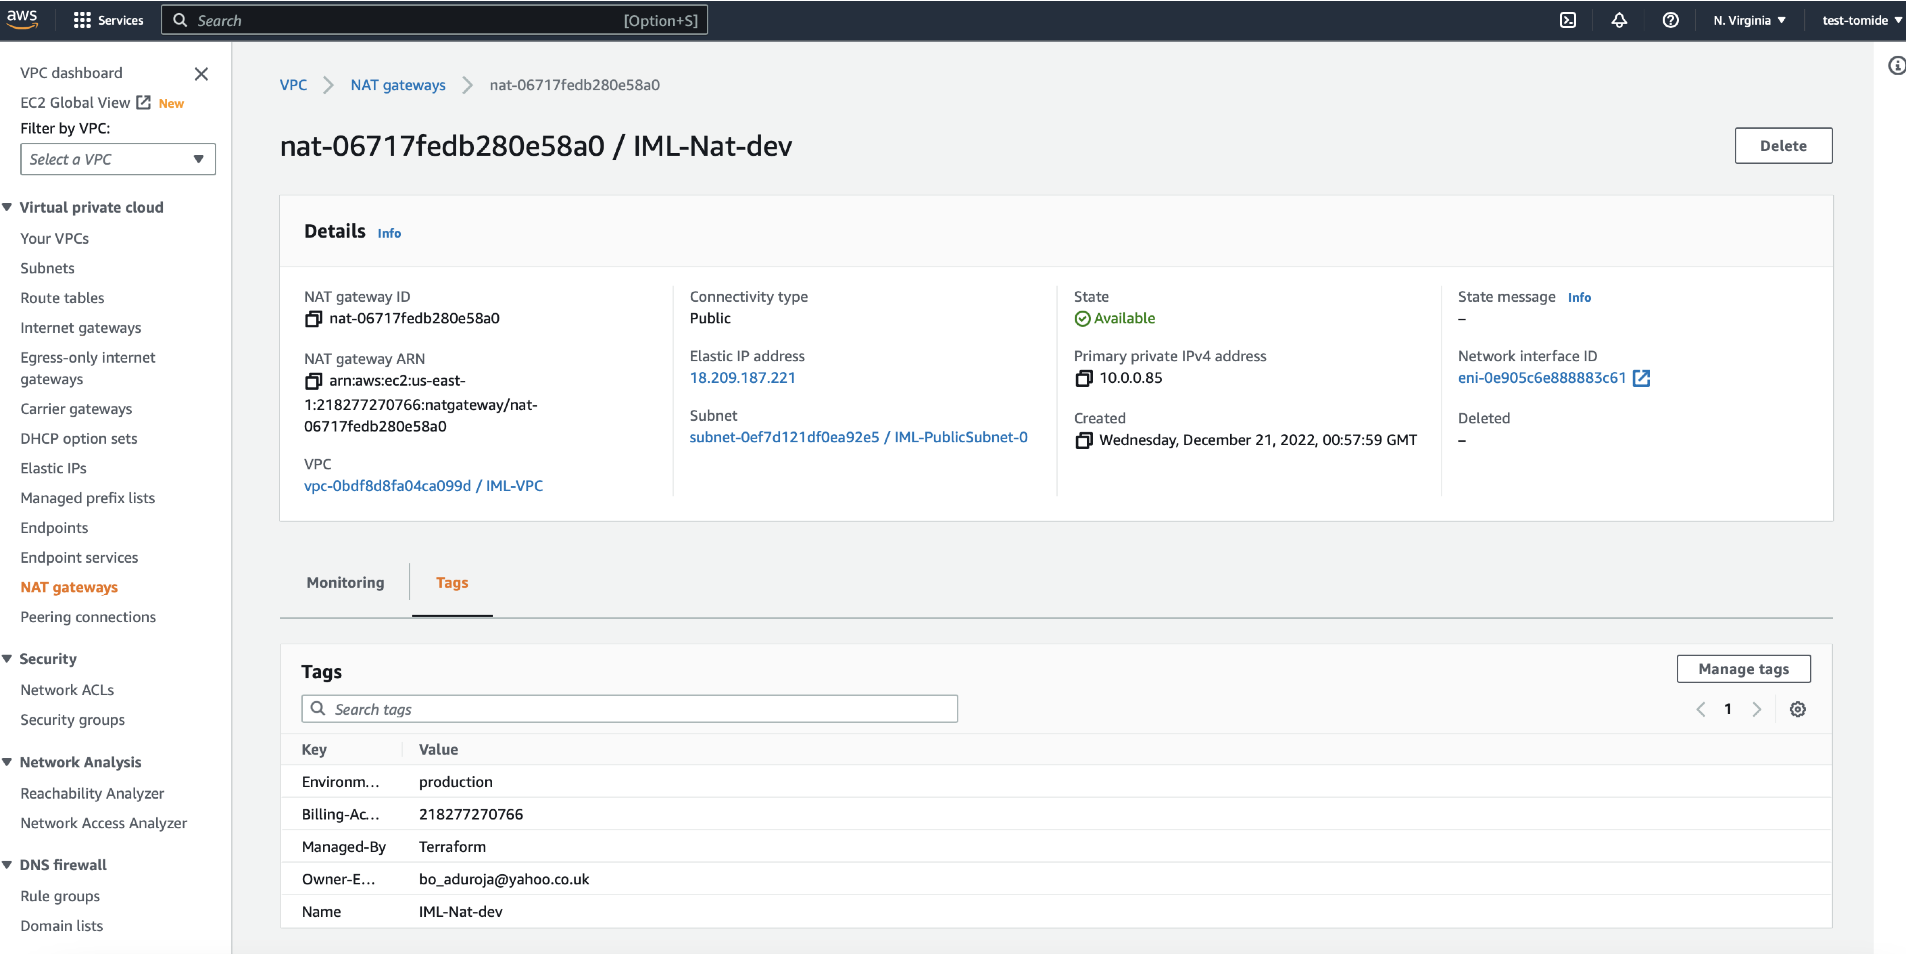 aws
Services
Search [Option+S]
N. Virginia
test-tomide
VPC dashboard
EC2 Global View New
Filter by VPC:
Select a VPC
Virtual private cloud
Your VPCs
Subnets
Route tables
Internet gateways
Egress-only internet
gateways
Carrier gateways
DHCP option sets
Elastic IPs
Managed prefix lists
Endpoints
Endpoint services
NAT gateways
Peering connections
Security
Network ACLs
Security groups
Network Analysis
Reachability Analyzer
Network Access Analyzer
DNS firewall
Rule groups
Domain lists
VPC NAT gateways nat-06717fedb280e58a0
nat-06717fedb280e58a0 / IML-Nat-dev
Delete
Details Info
NAT gateway ID
nat-06717fedb280e58a0
NAT gateway ARN
arn:aws:ec2:us-east-
1:218277270766:natgateway/nat-
06717fedb280e58a0
VPC
vpc-0bdf8d8fa04ca099d / IML-VPC
Connectivity type
Public
Elastic IP address
18.209.187.221
Subnet
subnet-0ef7d121df0ea92e5 / IML-PublicSubnet-0
State
Available
Primary private IPv4 address
10.0.0.85
Created
Wednesday, December 21, 2022, 00:57:59 GMT
State message Info
–
Network interface ID
eni-0e905c6e888883c61
Deleted
–
Monitoring
Tags
Tags
Manage tags
Search tags
1
Key Value
Environm... production
Billing-Ac... 218277270766
Managed-By Terraform
Owner-E... bo_aduroja@yahoo.co.uk
Name IML-Nat-dev